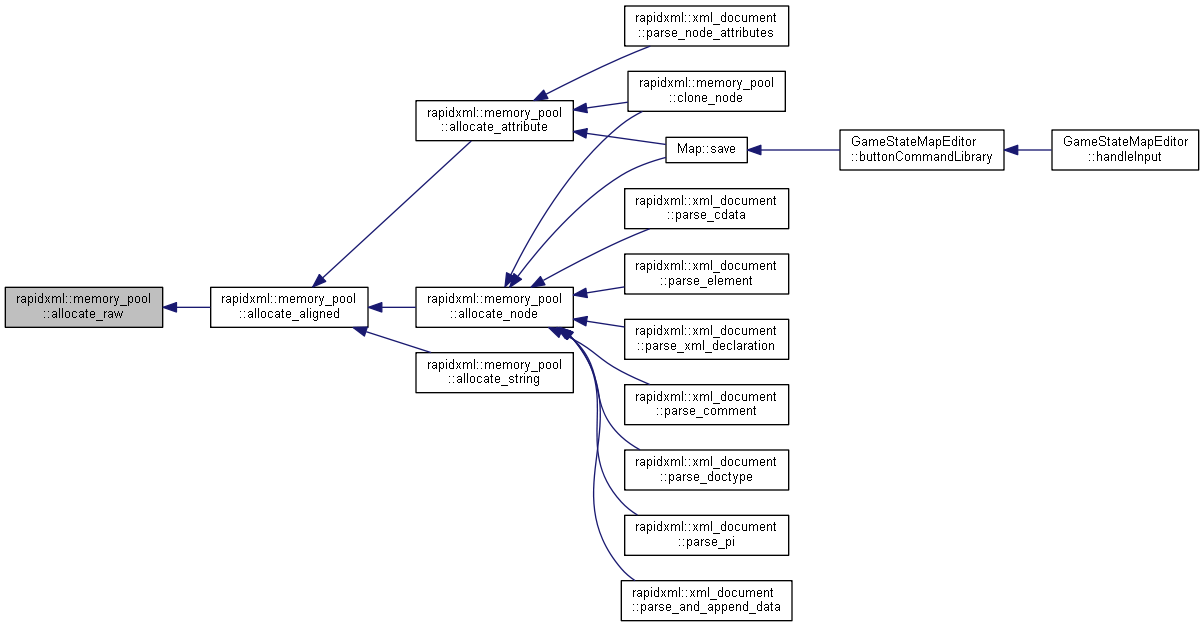 rapidxml::xml_document
::parse_node_attributes
rapidxml::memory_pool
::clone_node
rapidxml::memory_pool
::allocate_attribute
Map::save
GameStateMapEditor
::buttonCommandLibrary
GameStateMapEditor
::handleInput
rapidxml::xml_document
::parse_cdata
rapidxml::xml_document
::parse_element
rapidxml::memory_pool
::allocate_raw
rapidxml::memory_pool
::allocate_aligned
rapidxml::memory_pool
::allocate_node
rapidxml::xml_document
::parse_xml_declaration
rapidxml::memory_pool
::allocate_string
rapidxml::xml_document
::parse_comment
rapidxml::xml_document
::parse_doctype
rapidxml::xml_document
::parse_pi
rapidxml::xml_document
::parse_and_append_data